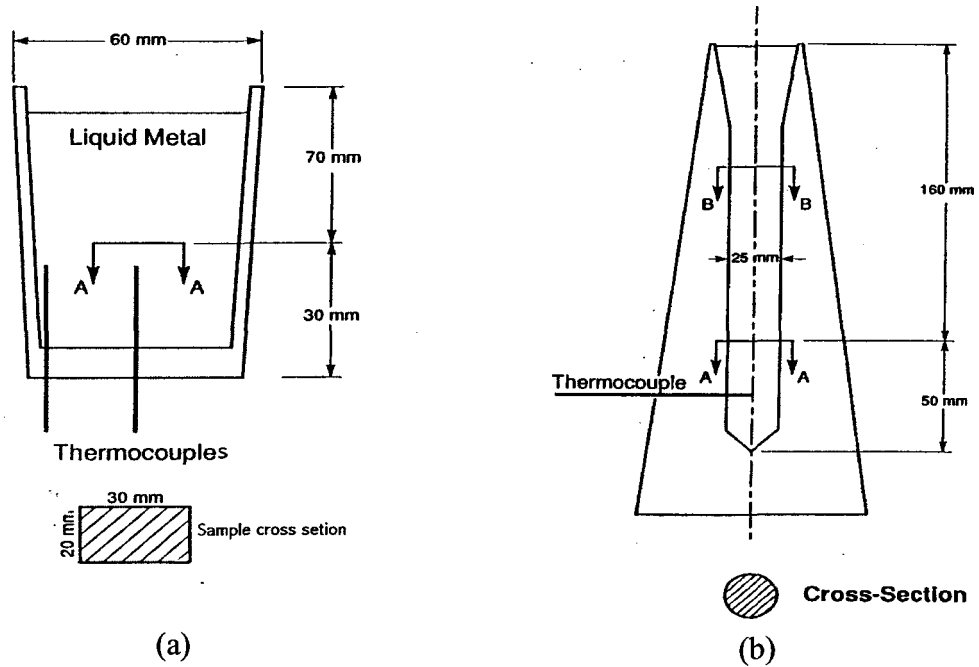 60 mm
Liquid Metal
70 mm
A A
30 mm
Thermocouples
30 mm
20 mm
Sample cross setion
(a)
160 mm
B B
25 mm
A A
Thermocouple
50 mm
Cross-Section
(b)